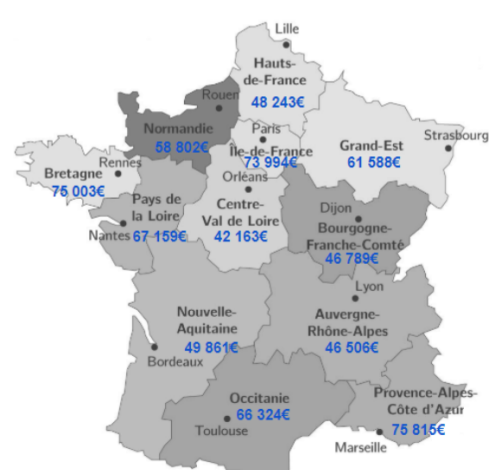 Lille
Hauts-
de-France
48 243€
Rouen
Normandie
58 802€
Paris
Île-de-France
73 994€
Grand-Est
61 588€
Strasbourg
Rennes
Bretagne
75 003€
Orléans
Centre-
Val de Loire
42 163€
Pays de
la Loire
Nantes
67 159€
Dijon
Bourgogne-
Franche-Comté
46 789€
Lyon
Auvergne-
Rhône-Alpes
46 506€
Nouvelle-
Aquitaine
49 861€
Bordeaux
Occitanie
66 324€
Toulouse
Provence-Alpes-
Côte d'Azur
75 815€
Marseille